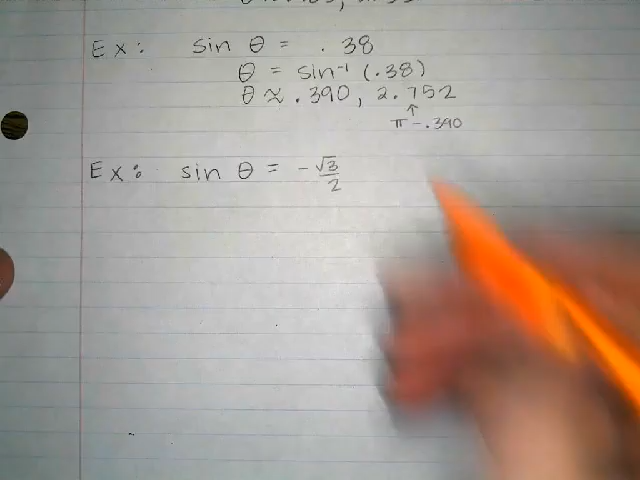 Ex: sin θ = .38
θ = sin⁻¹ (.38)
θ ≈ .390, 2.752
↑
π - .390
Ex: sin θ = -√3/2